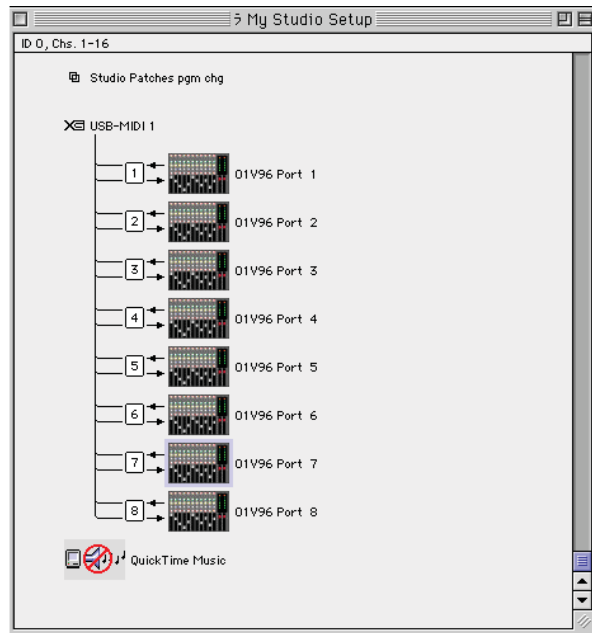 ラ My Studio Setup
ID 0, Chs. 1-16
Studio Patches pgm chg
USB-MIDI 1
1 01V96 Port 1
2 01V96 Port 2
3 01V96 Port 3
4 01V96 Port 4
5 01V96 Port 5
6 01V96 Port 6
7 01V96 Port 7
8 01V96 Port 8
QuickTime Music